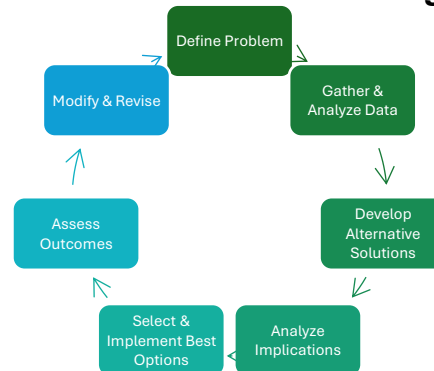 Define Problem
Gather &
Analyze Data
Develop
Alternative
Solutions
Analyze
Implications
Select &
Implement Best
Options
Assess
Outcomes
Modify & Revise